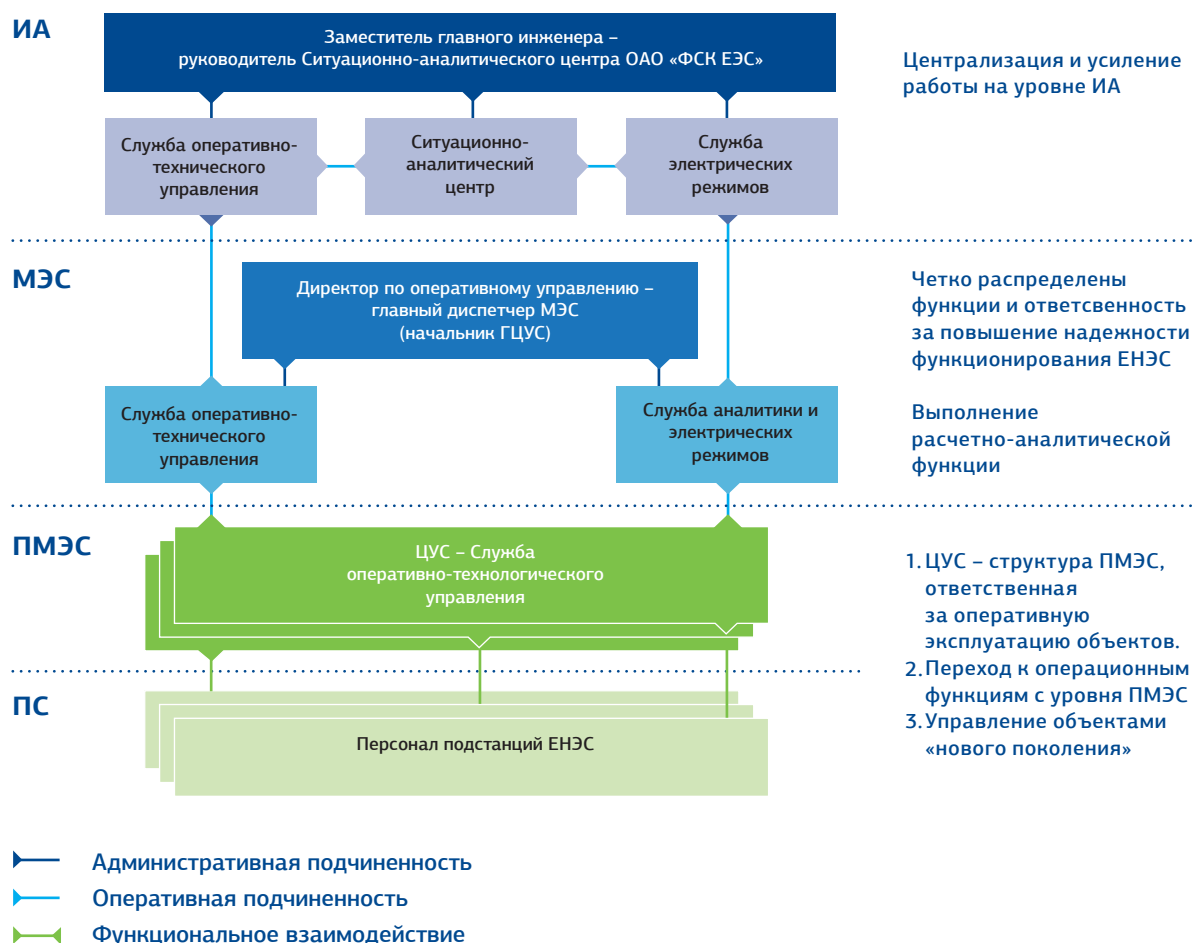 ИА
Заместитель главного инженера –
руководитель Ситуационно-аналитического центра ОАО «ФСК ЕЭС»
Централизация и усиление
работы на уровне ИА
Служба оперативно-
технического
управления
Ситуационно-
аналитический
центр
Служба
электрических
режимов
МЭС
Директор по оперативному управлению –
главный диспетчер МЭС
(начальник ГЦУС)
Четко распределены
функции и ответсвенность
за повышение надежности
функционирования ЕНЭС
Служба оперативно-
технического
управления
Служба аналитики и
электрических
режимов
Выполнение
расчетно-аналитической
функции
ПМЭС
ЦУС – Служба
оперативно-технологического
управления
1. ЦУС – структура ПМЭС,
ответственная
за оперативную
эксплуатацию объектов.
2. Переход к операционным
функциям с уровня ПМЭС
3. Управление объектами
«нового поколения»
ПС
Персонал подстанций ЕНЭС
Административная подчиненность
Оперативная подчиненность
Функциональное взаимодействие